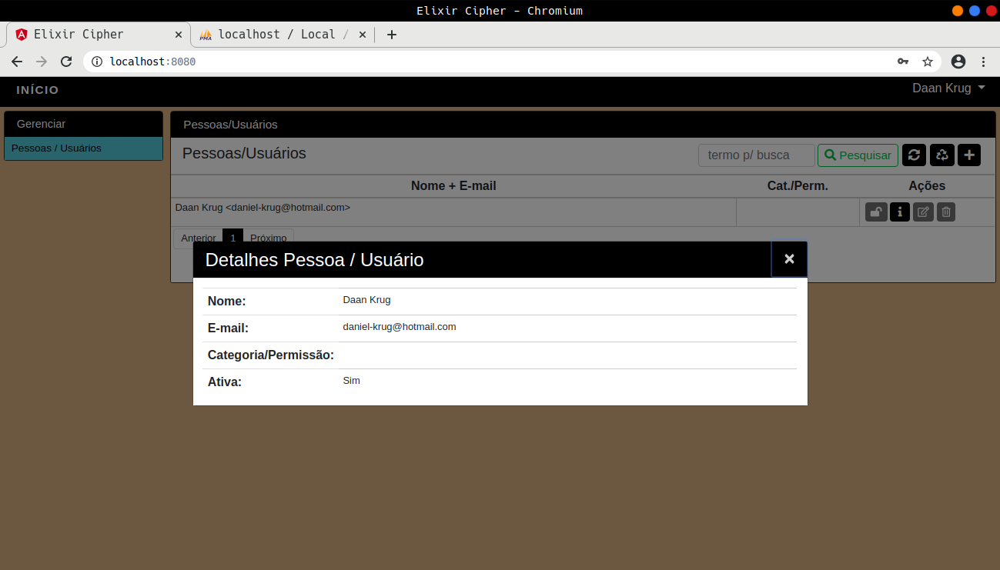 Elixir Cipher - Chromium
Elixir Cipher
localhost / Local /
localhost:8080
INÍCIO
Daan Krug
Gerenciar
Pessoas / Usuários
Pessoas/Usuários
Pessoas/Usuários
termo p/ busca
Pesquisar
Nome + E-mail Cat./Perm. Ações
Daan Krug <daniel-krug@hotmail.com>
Anterior 1 Próximo
Detalhes Pessoa / Usuário
Nome: Daan Krug
E-mail: daniel-krug@hotmail.com
Categoria/Permissão:
Ativa: Sim